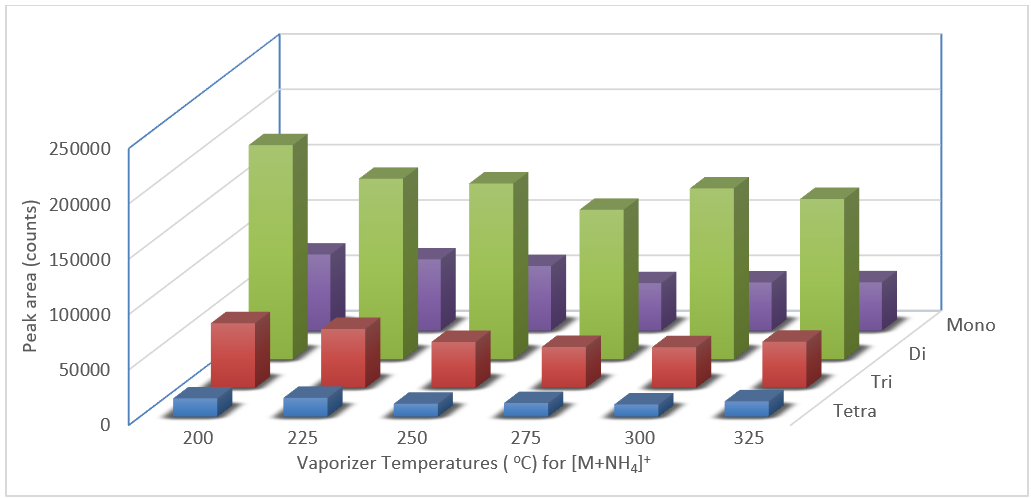 250000
200000
150000
100000
50000
0
Peak area (counts)
200 225 250 275 300 325
Vaporizer Temperatures ( ⁰C) for [M+NH₄]⁺
Mono
Di
Tri
Tetra